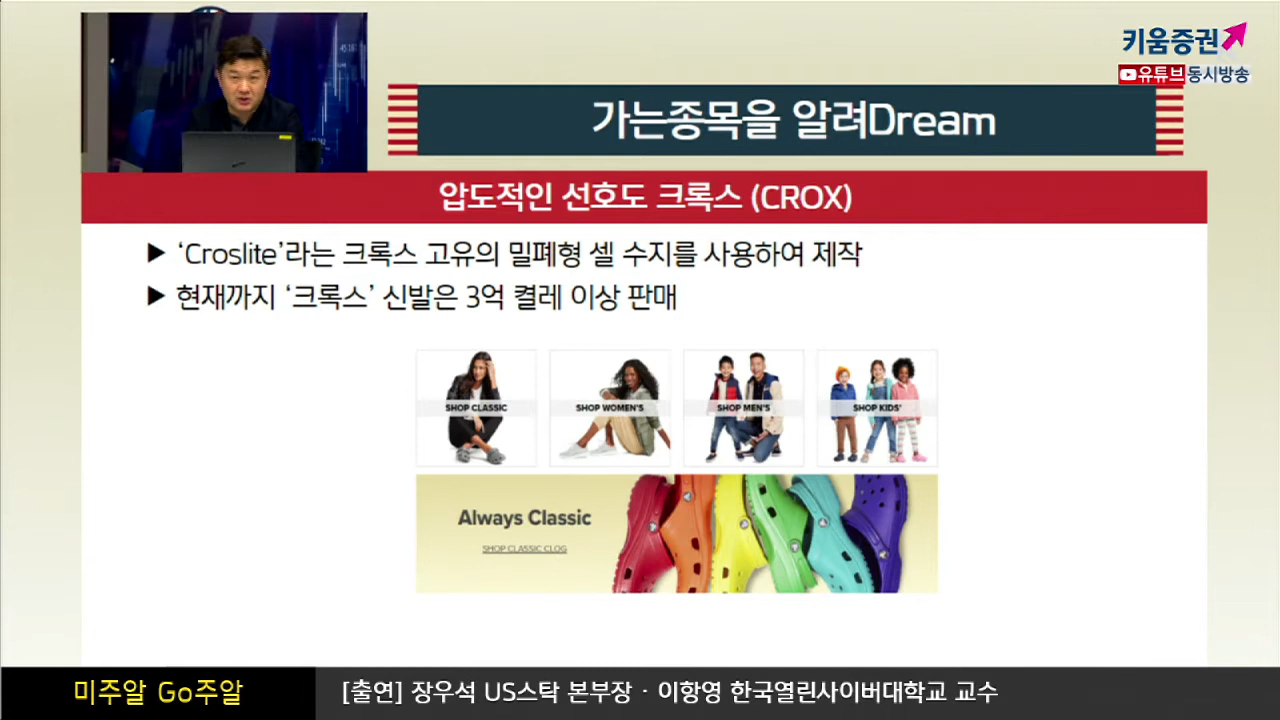 키움증권
유튜브동시방송
가는종목을 알려Dream
압도적인 선호도 크록스 (CROX)
▶ ‘Croslite’라는 크록스 고유의 밀폐형 셀 수지를 사용하여 제작
▶ 현재까지 ‘크록스’ 신발은 3억 켤레 이상 판매
SHOP CLASSIC
SHOP WOMEN'S
SHOP MEN'S
SHOP KIDS'
Always Classic
SHOP CLASSIC CLOG
미주알 Go주알
[출연] 장우석 US스탁 본부장 · 이항영 한국열린사이버대학교 교수